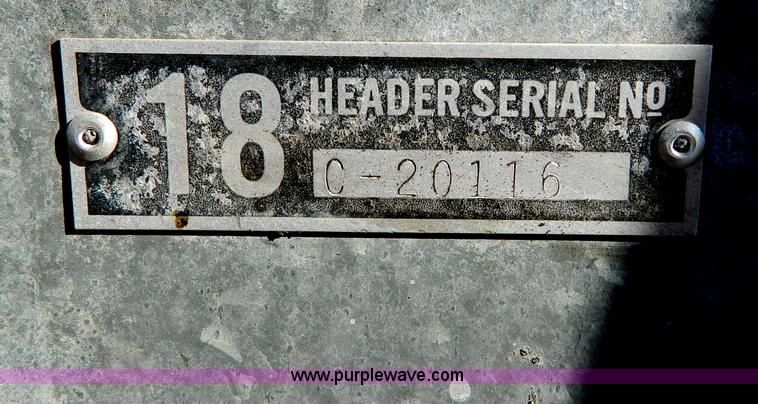 18 HEADER SERIAL No
C-20116
www.purplewave.com